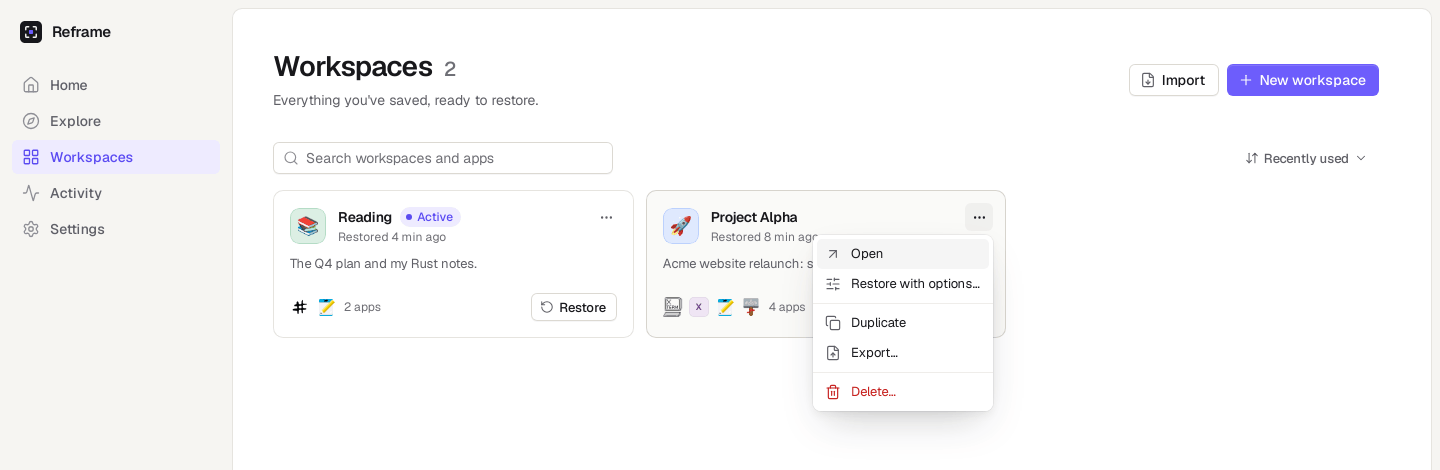 Reframe
Home
Explore
Workspaces
Activity
Settings
Workspaces 2
Everything you've saved, ready to restore.
Import
New workspace
Search workspaces and apps
Recently used
Reading
Active
Restored 4 min ago
The Q4 plan and my Rust notes.
2 apps
Restore
Project Alpha
Restored 8 min ago
Acme website relaunch:
X
4 apps
Open
Restore with options…
Duplicate
Export…
Delete…